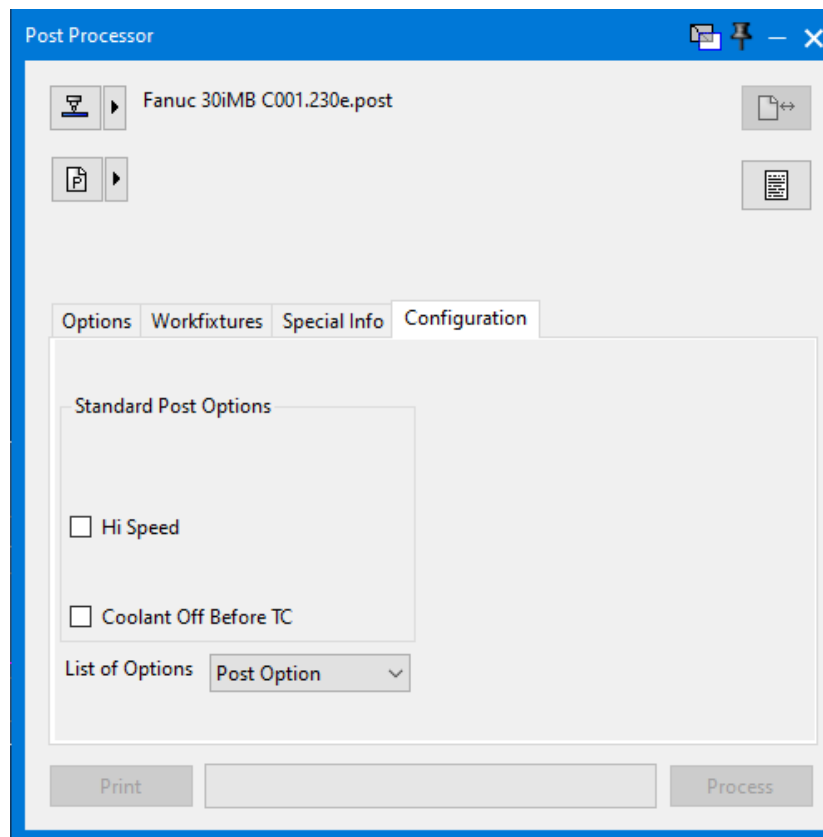 Post Processor
Fanuc 30iMB C001.230e.post
P
Options Workfixtures Special Info Configuration
Standard Post Options
Hi Speed
Coolant Off Before TC
List of Options Post Option
Print Process